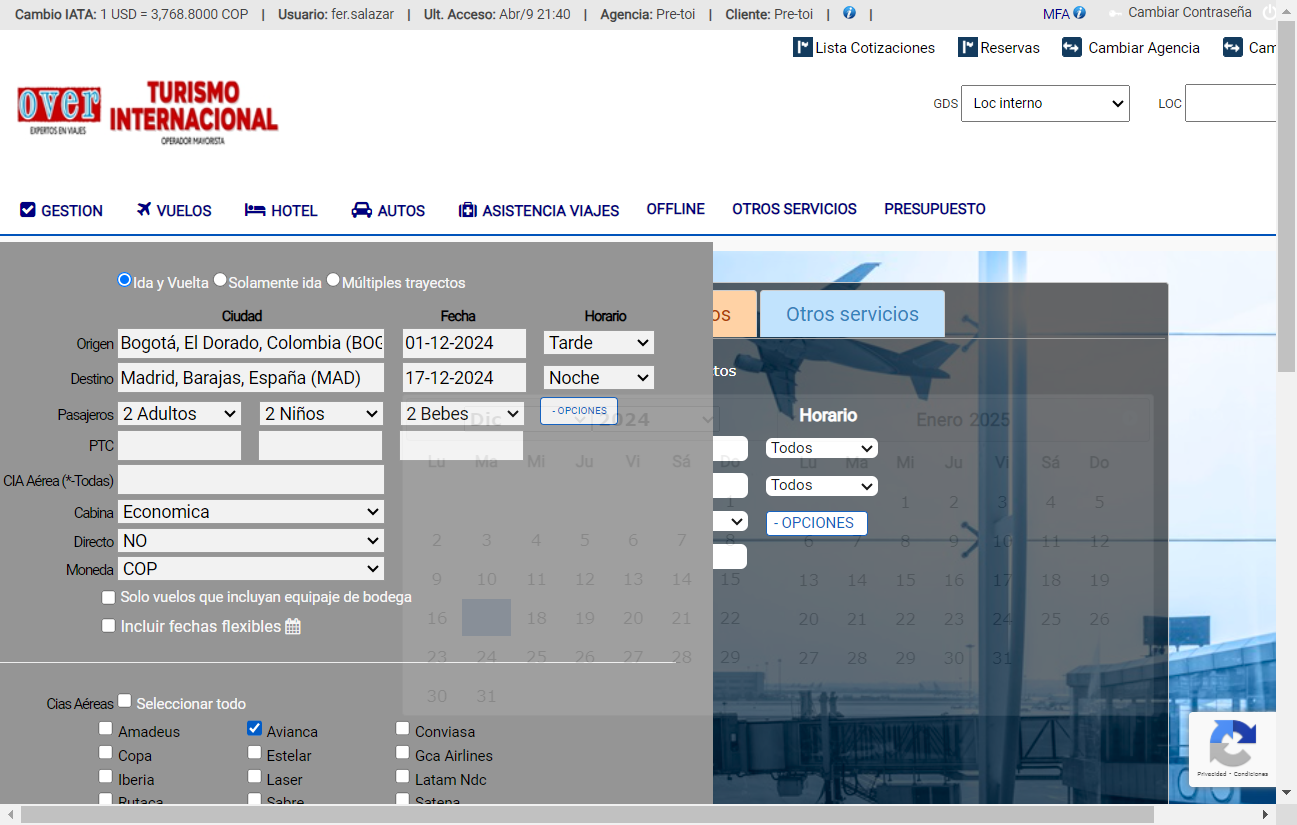 Cambio IATA: 1 USD = 3,768.8000 COP | Usuario: fer.salazar | Ult. Acceso: Abr/9 21:40 | Agencia: Pre-toi | Cliente: Pre-toi | | MFA Cambiar Contraseña
Lista Cotizaciones Reservas Cambiar Agencia Cam
over EXPERTOS EN VIAJES
TURISMO
INTERNACIONAL
OPERADOR MAYORISTA
GDS Loc interno LOC
GESTION VUELOS HOTEL AUTOS ASISTENCIA VIAJES OFFLINE OTROS SERVICIOS PRESUPUESTO
Ida y Vuelta Solamente ida Múltiples trayectos
os Otros servicios
Ciudad Fecha Horario
Origen Bogotá, El Dorado, Colombia (BOG 01-12-2024 Tarde
Destino Madrid, Barajas, España (MAD) 17-12-2024 Noche
tos
Pasajeros 2 Adultos 2 Niños 2 Bebes - OPCIONES
Horario
Dic 2024 Enero 2025
PTC
Todos
Lu Ma Mi Ju Vi Sá Do Lu Ma Mi Ju Vi Sá Do
CIA Aérea (*-Todas)
Todos
1 1 2 3 4 5
Cabina Economica
- OPCIONES
Directo NO
2 3 4 5 6 7 8 6 7 8 9 10 11 12
Moneda COP
9 10 11 12 13 14 15 13 14 15 16 17 18 19
Solo vuelos que incluyan equipaje de bodega
16 18 19 20 21 22 20 21 22 23 24 25 26
Incluir fechas flexibles
23 24 25 26 27 28 29 27 28 29 30 31
30 31
Cias Aéreas Seleccionar todo
Amadeus Avianca Conviasa
Copa Estelar Gca Airlines
Iberia Laser Latam Ndc
Rutaca Sabre Satena
Privacidad - Condiciones